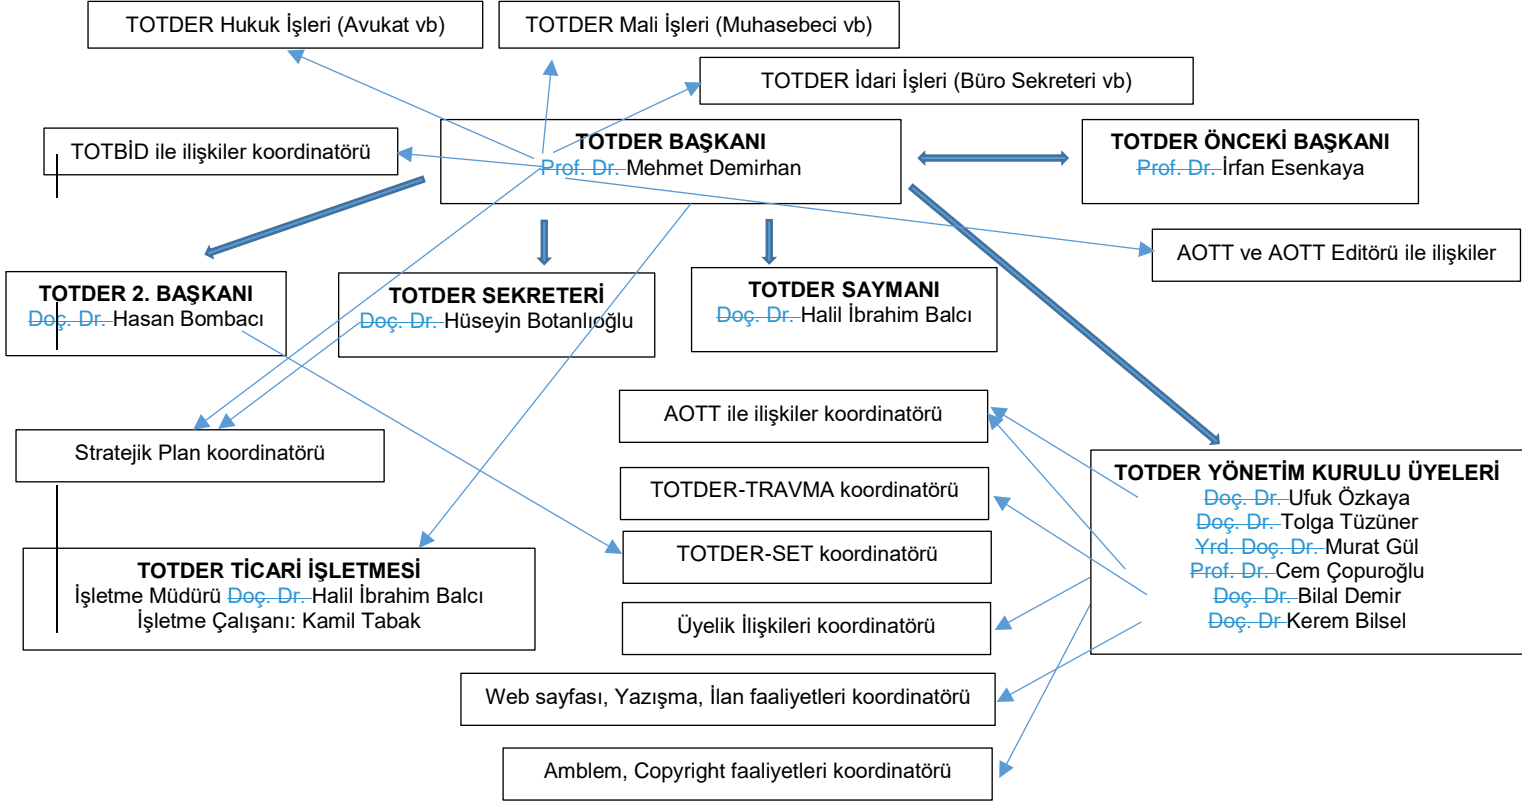 TOTDER Hukuk İşleri (Avukat vb)
TOTDER Mali İşleri (Muhasebeci vb)
TOTDER İdari İşleri (Büro Sekreteri vb)
TOTBİD ile ilişkiler koordinatörü
TOTDER BAŞKANI
Prof. Dr. Mehmet Demirhan
TOTDER ÖNCEKİ BAŞKANI
Prof. Dr. İrfan Esenkaya
AOTT ve AOTT Editörü ile ilişkiler
TOTDER 2. BAŞKANI
Doç. Dr. Hasan Bombacı
TOTDER SEKRETERİ
Doç. Dr. Hüseyin Botanlıoğlu
TOTDER SAYMANI
Doç. Dr. Halil İbrahim Balcı
AOTT ile ilişkiler koordinatörü
Stratejik Plan koordinatörü
TOTDER-TRAVMA koordinatörü
TOTDER YÖNETİM KURULU ÜYELERİ
Doç. Dr. Ufuk Özkaya
Doç. Dr. Tolga Tüzüner
Yrd. Doç. Dr. Murat Gül
Prof. Dr. Cem Çopuroğlu
Doç. Dr. Bilal Demir
Doç. Dr Kerem Bilsel
TOTDER-SET koordinatörü
TOTDER TİCARİ İŞLETMESİ
İşletme Müdürü Doç. Dr. Halil İbrahim Balcı
İşletme Çalışanı: Kamil Tabak
Üyelik İlişkileri koordinatörü
Web sayfası, Yazışma, İlan faaliyetleri koordinatörü
Amblem, Copyright faaliyetleri koordinatörü